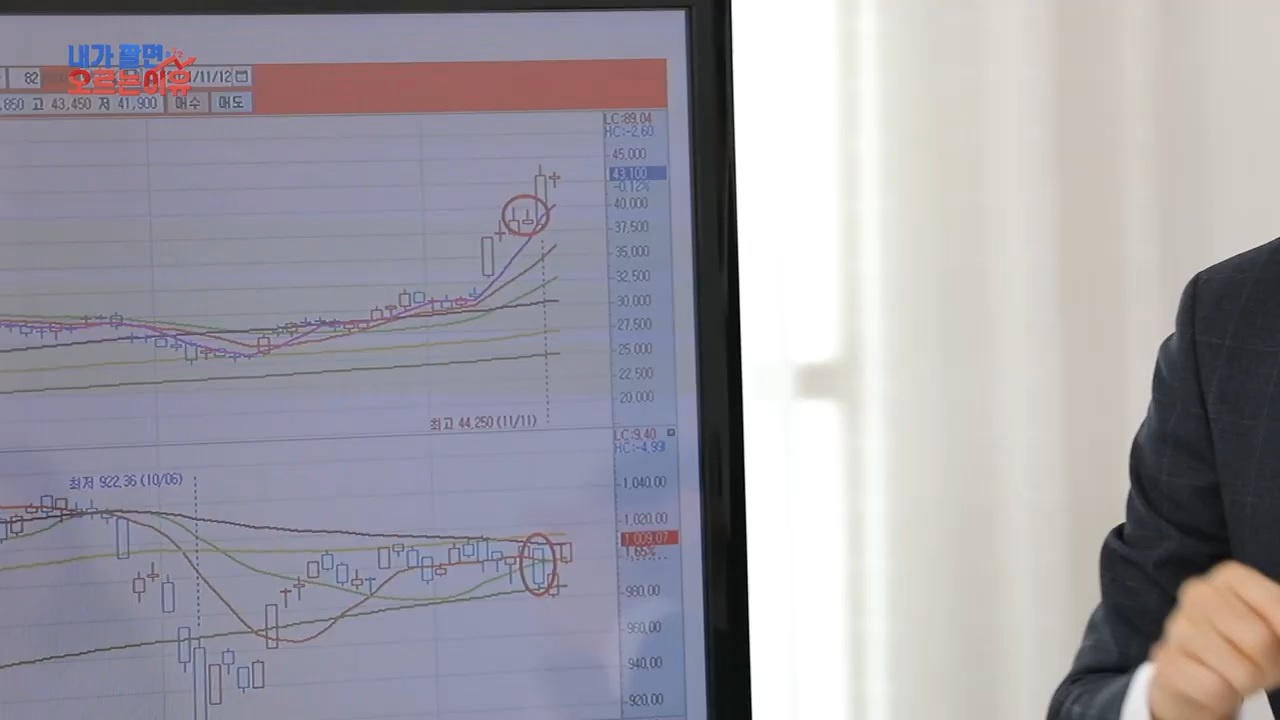 내가 팔면
오르는 이유
82
1/11/12
,850 고 43,450 저 41,900 매수 매도
LC:89.04
HC:-2.60
45,000
43,100
-0.12%
40,000
37,500
35,000
32,500
30,000
27,500
25,000
22,500
20,000
최고 44,250 (11/11)
LC:9.40
HC:-4.99
최저 922.36 (10/06)
1,040.00
1,020.00
1,009.07
1.65%
980.00
960.00
940.00
920.00